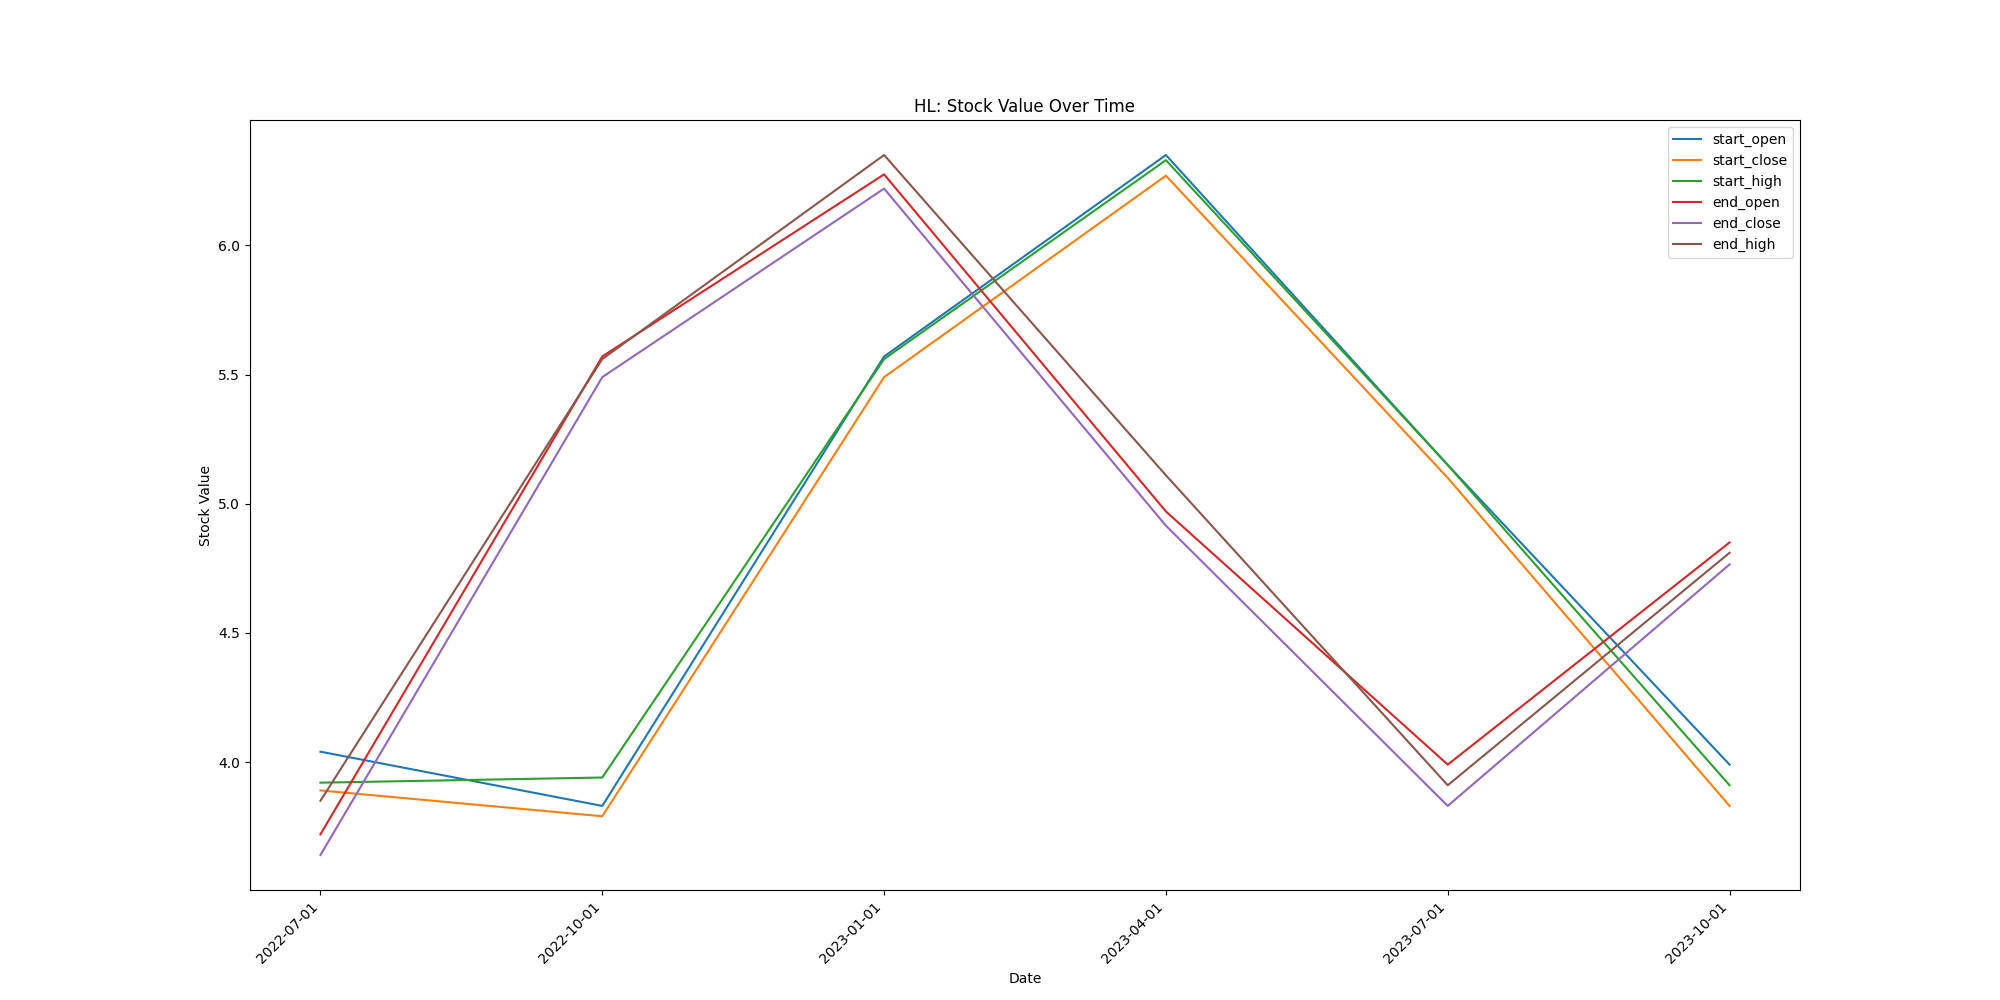 HL: Stock Value Over Time
start_open
start_close
start_high
end_open
end_close
end_high
Stock Value
6.0
5.5
5.0
4.5
4.0
2022-07-01
2022-10-01
2023-01-01
2023-04-01
2023-07-01
2023-10-01
Date